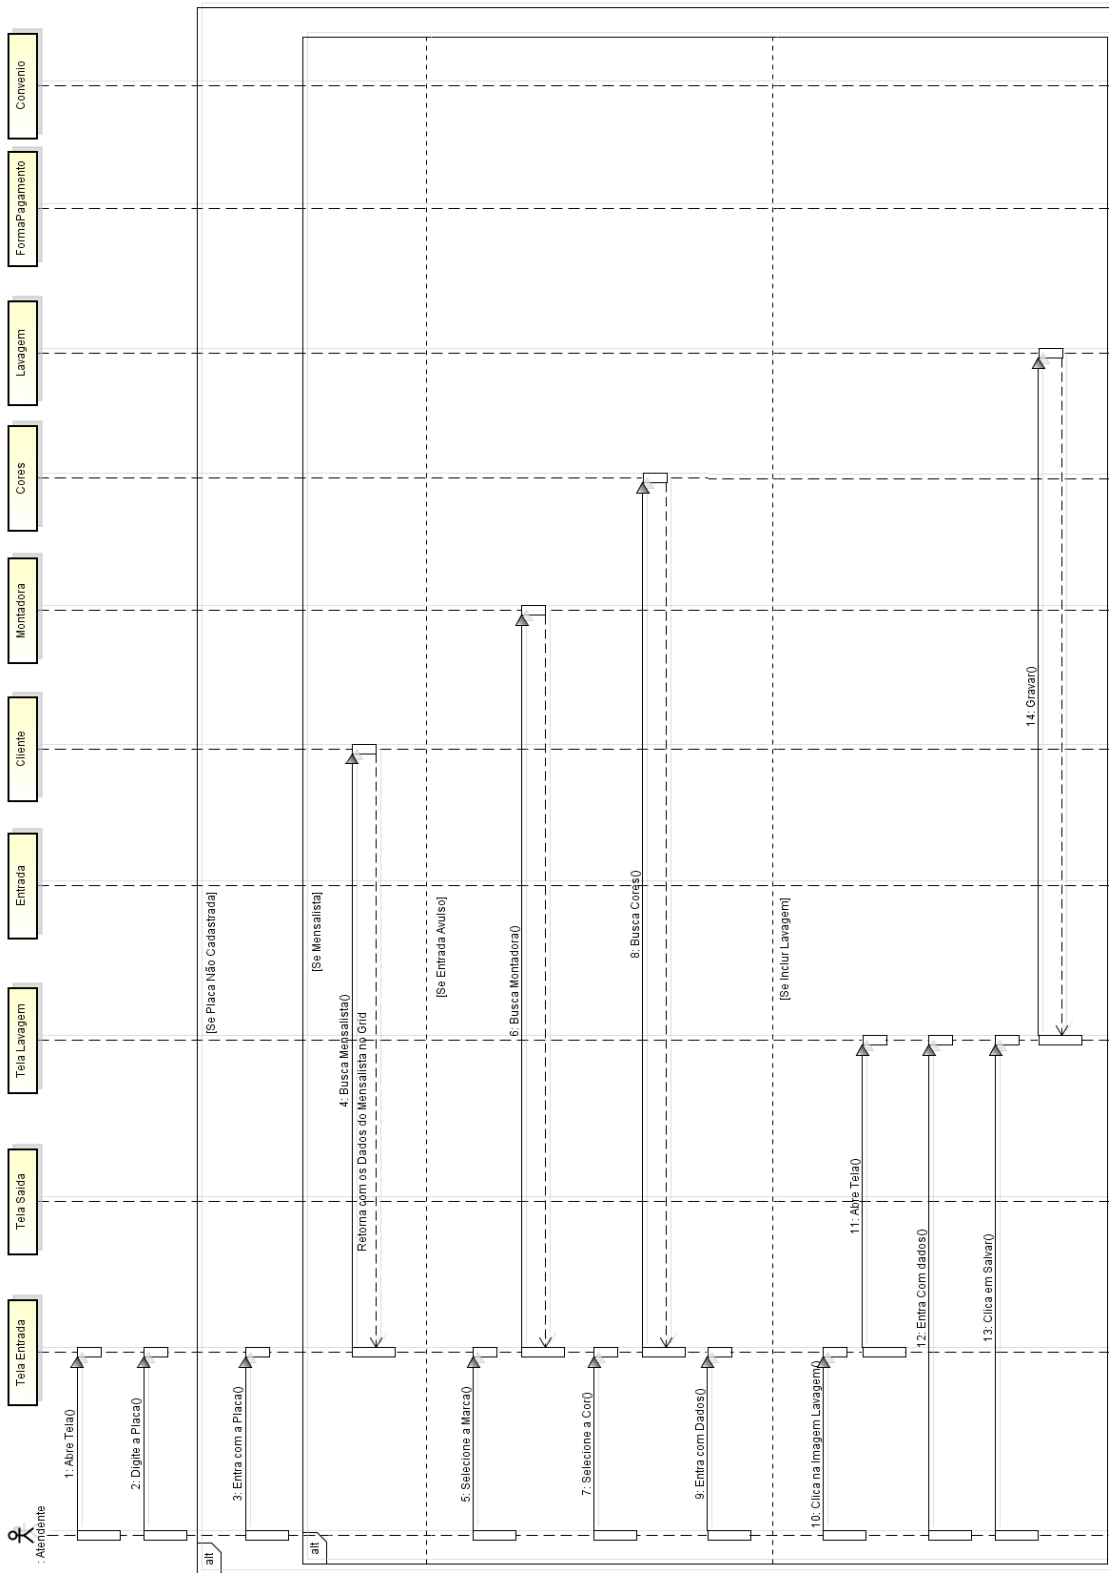 : Atendente
Tela Entrada
Tela Saida
Tela Lavagem
Entrada
Cliente
Montadora
Cores
Lavagem
FormaPagamento
Convenio
1: Abre Tela()
2: Digite a Placa()
alt
[Se Placa Não Cadastrada]
3: Entra com a Placa()
alt
[Se Mensalista]
4: Busca Mensalista()
Retorna com os Dados do Mensalista no Grid
[Se Entrada Avulso]
5: Selecione a Marca()
6: Busca Montadora()
7: Selecione a Cor()
8: Busca Cores()
9: Entra com Dados()
[Se Inclur Lavagem]
10: Clica na Imagem Lavagem()
11: Abre Tela()
12: Entra Com dados()
13: Clica em Salvar()
14: Gravar()